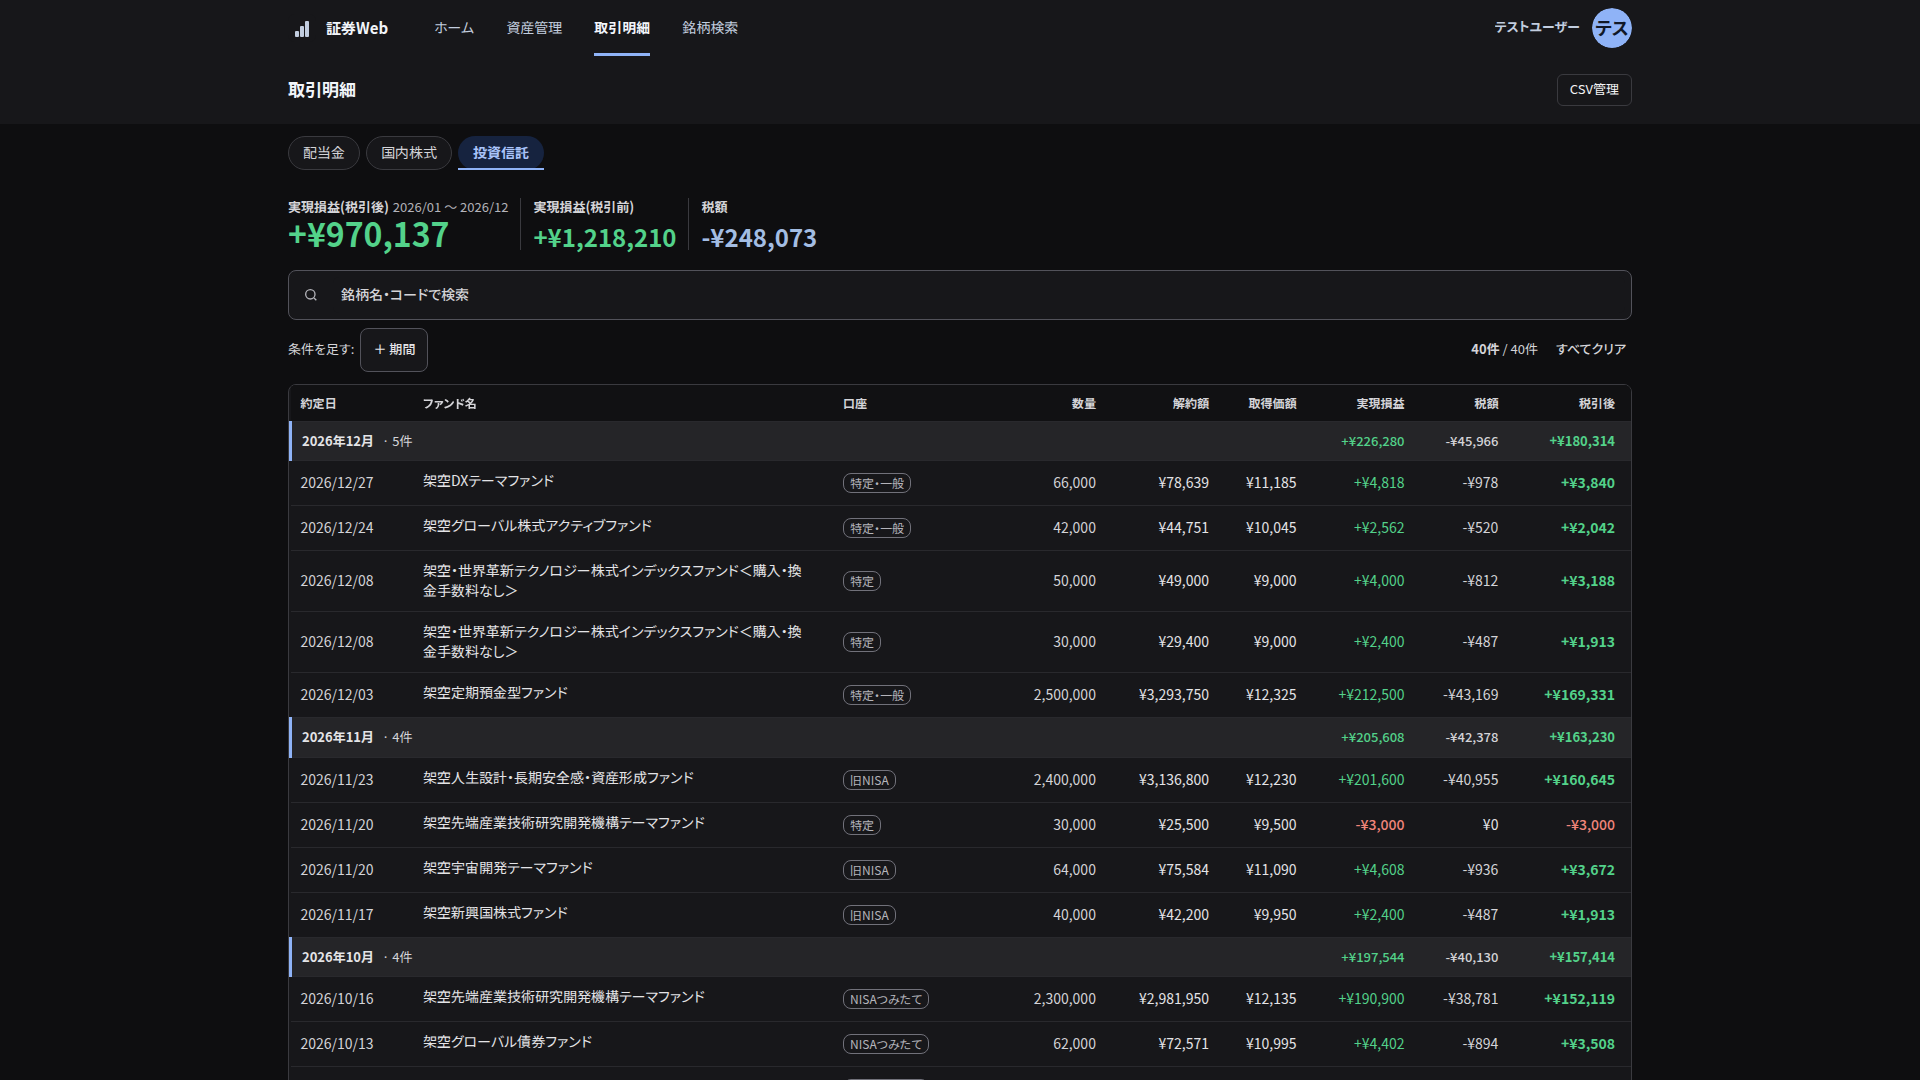 証券Web ホーム 資産管理 取引明細 銘柄検索 テストユーザー テス
取引明細 CSV管理
配当金 国内株式 投資信託
実現損益(税引後) 2026/01 〜 2026/12 実現損益(税引前) 税額
+¥970,137 +¥1,218,210 -¥248,073
銘柄名・コードで検索
条件を足す: ＋ 期間 40件 / 40件 すべてクリア
約定日 ファンド名 口座 数量 解約額 取得価額 実現損益 税額 税引後
2026年12月 · 5件 +¥226,280 -¥45,966 +¥180,314
2026/12/27 架空DXテーマファンド 特定・一般 66,000 ¥78,639 ¥11,185 +¥4,818 -¥978 +¥3,840
2026/12/24 架空グローバル株式アクティブファンド 特定・一般 42,000 ¥44,751 ¥10,045 +¥2,562 -¥520 +¥2,042
2026/12/08 架空・世界革新テクノロジー株式インデックスファンド＜購入・換 特定 50,000 ¥49,000 ¥9,000 +¥4,000 -¥812 +¥3,188
金手数料なし＞
2026/12/08 架空・世界革新テクノロジー株式インデックスファンド＜購入・換 特定 30,000 ¥29,400 ¥9,000 +¥2,400 -¥487 +¥1,913
金手数料なし＞
2026/12/03 架空定期預金型ファンド 特定・一般 2,500,000 ¥3,293,750 ¥12,325 +¥212,500 -¥43,169 +¥169,331
2026年11月 · 4件 +¥205,608 -¥42,378 +¥163,230
2026/11/23 架空人生設計・長期安全感・資産形成ファンド 旧NISA 2,400,000 ¥3,136,800 ¥12,230 +¥201,600 -¥40,955 +¥160,645
2026/11/20 架空先端産業技術研究開発機構テーマファンド 特定 30,000 ¥25,500 ¥9,500 -¥3,000 ¥0 -¥3,000
2026/11/20 架空宇宙開発テーマファンド 旧NISA 64,000 ¥75,584 ¥11,090 +¥4,608 -¥936 +¥3,672
2026/11/17 架空新興国株式ファンド 旧NISA 40,000 ¥42,200 ¥9,950 +¥2,400 -¥487 +¥1,913
2026年10月 · 4件 +¥197,544 -¥40,130 +¥157,414
2026/10/16 架空先端産業技術研究開発機構テーマファンド NISAつみたて 2,300,000 ¥2,981,950 ¥12,135 +¥190,900 -¥38,781 +¥152,119
2026/10/13 架空グローバル債券ファンド NISAつみたて 62,000 ¥72,571 ¥10,995 +¥4,402 -¥894 +¥3,508